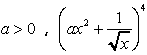 a > 0 , (ax² + 1/√x)⁴